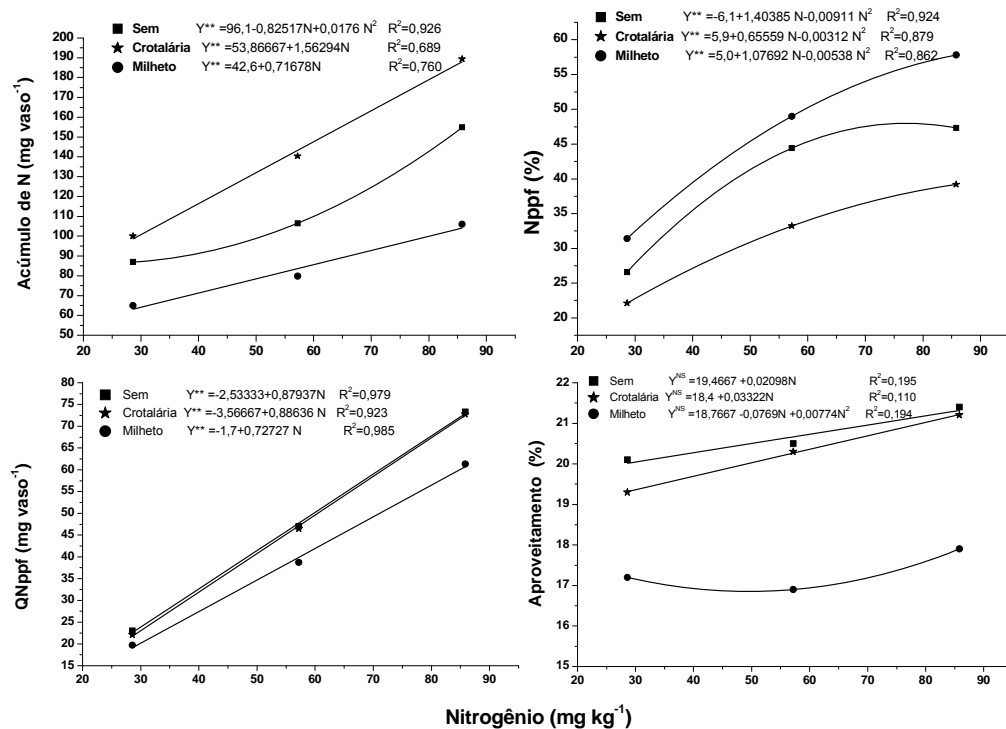 Sem Y** =96,1-0,82517N+0,0176 N² R²=0,926
Crotalária Y** =53,86667+1,56294N R²=0,689
Milheto Y** =42,6+0,71678N R²=0,760
200
190
180
170
160
150
140
130
120
110
100
90
80
70
60
50
20 30 40 50 60 70 80 90
Acúmulo de N (mg vaso⁻¹)
Sem Y** =-6,1+1,40385 N-0,00911 N² R²=0,924
Crotalária Y** =5,9+0,65559 N-0,00312 N² R²=0,879
Milheto Y** =5,0+1,07692 N-0,00538 N² R²=0,862
60
55
50
45
40
35
30
25
20
20 30 40 50 60 70 80 90
Nppf (%)
Sem Y** =-2,53333+0,87937N R²=0,979
Crotalária Y** =-3,56667+0,88636 N R²=0,923
Milheto Y** =-1,7+0,72727 N R²=0,985
80
75
70
65
60
55
50
45
40
35
30
25
20
15
20 30 40 50 60 70 80 90
QNppf (mg vaso⁻¹)
Sem Y^NS =19,4667 +0,02098N R²=0,195
Crotalária Y^NS =18,4 +0,03322N R²=0,110
Milheto Y^NS =18,7667 -0,0769N +0,00774N² R²=0,194
22
21
20
19
18
17
16
15
20 30 40 50 60 70 80 90
Aproveitamento (%)
Nitrogênio (mg kg⁻¹)